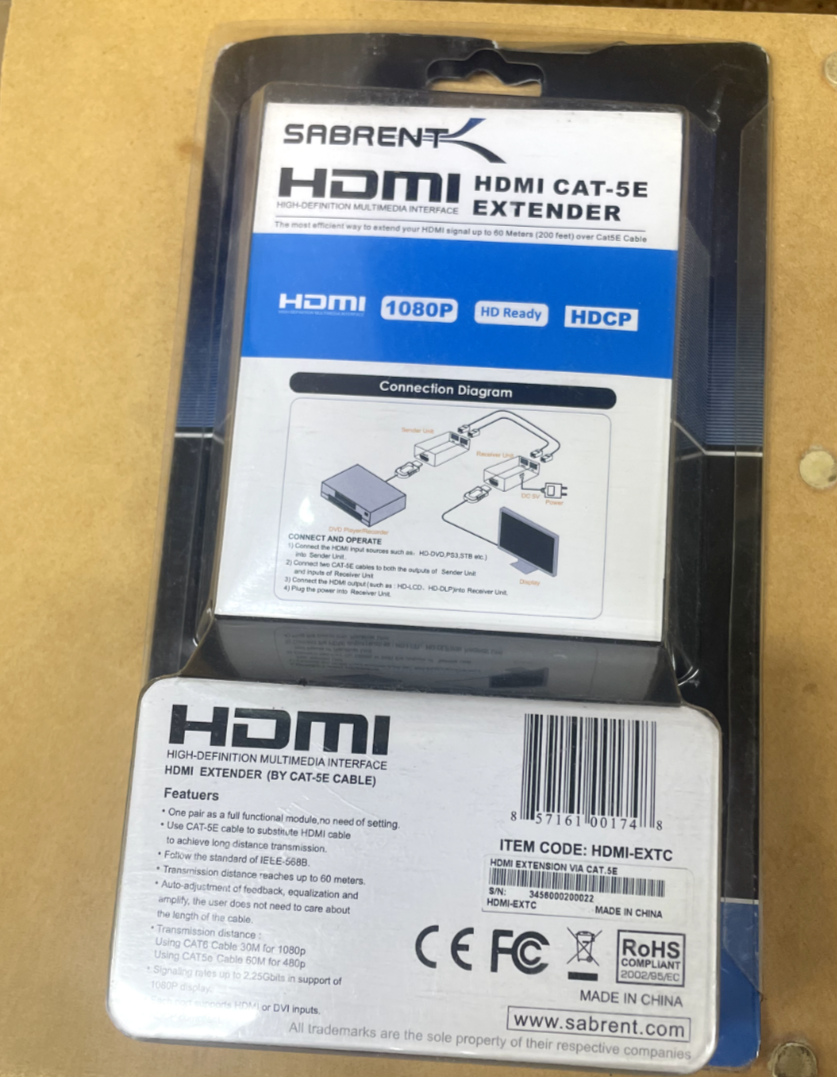 SABRENT
HDMI
HIGH-DEFINITION MULTIMEDIA INTERFACE
HDMI CAT-5E
EXTENDER
The most efficient way to extend your HDMI signal up to 60 Meters (200 feet) over Cat5E Cable
HDMI
1080P
HD Ready
HDCP
Connection Diagram
Sender Unit
Receiver Unit
DC 5V
Power
DVD Player/Recorder
Display
CONNECT AND OPERATE
1) Connect the HDMI input sources such as: HD-DVD,PS3,STB etc.)
into Sender Unit.
2) Connect two CAT-5E cables to both the outputs of Sender Unit
and inputs of Receiver Unit
3) Connect the HDMI output (such as : HD-LCD, HD-DLP)into Receiver Unit.
4) Plug the power into Receiver Unit.
HDMI
HIGH-DEFINITION MULTIMEDIA INTERFACE
HDMI EXTENDER (BY CAT-5E CABLE)
Featuers
• One pair as a full functional module,no need of setting.
• Use CAT-5E cable to substitute HDMI cable
to achieve long distance transmission.
• Follow the standard of IEEE-568B.
• Transmission distance reaches up to 60 meters.
• Auto-adjustment of feedback, equalization and
amplify, the user does not need to care about
the length of the cable.
• Transmission distance :
Using CAT6 Cable 30M for 1080p
Using CAT5e Cable 60M for 480p
• Signaling rates up to 2.25Gbits in support of
1080P display.
supports HDMI or DVI inputs.
8 57161 00174 8
ITEM CODE: HDMI-EXTC
HDMI EXTENSION VIA CAT.5E
S/N: 3456000200022
HDMI-EXTC MADE IN CHINA
CE FC
RoHS
COMPLIANT
2002/95/EC
MADE IN CHINA
www.sabrent.com
All trademarks are the sole property of their respective companies